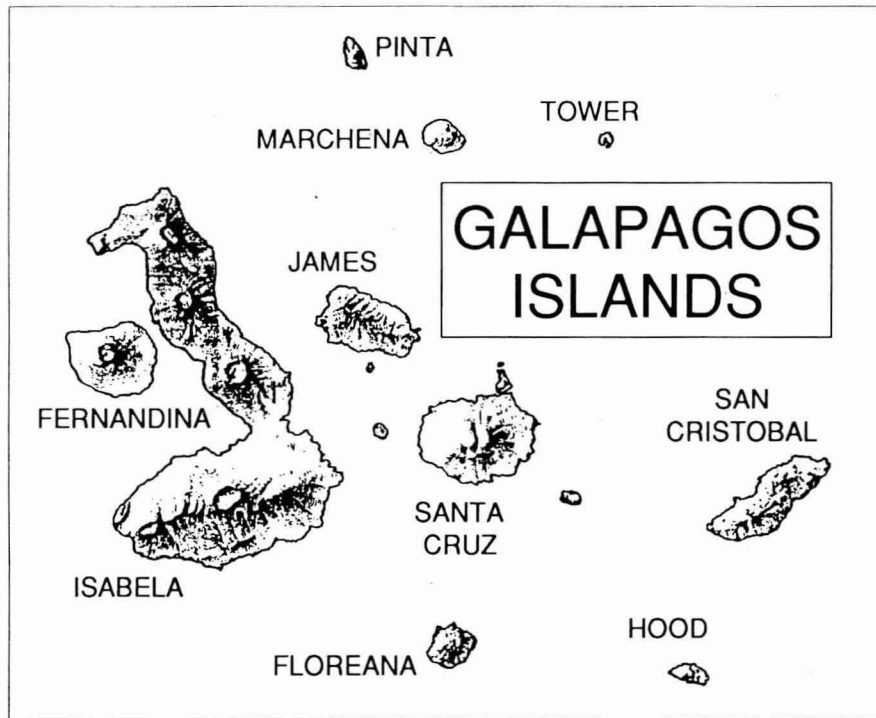 PINTA
TOWER
MARCHENA
GALAPAGOS
ISLANDS
JAMES
FERNANDINA
SAN
CRISTOBAL
SANTA
CRUZ
ISABELA
HOOD
FLOREANA